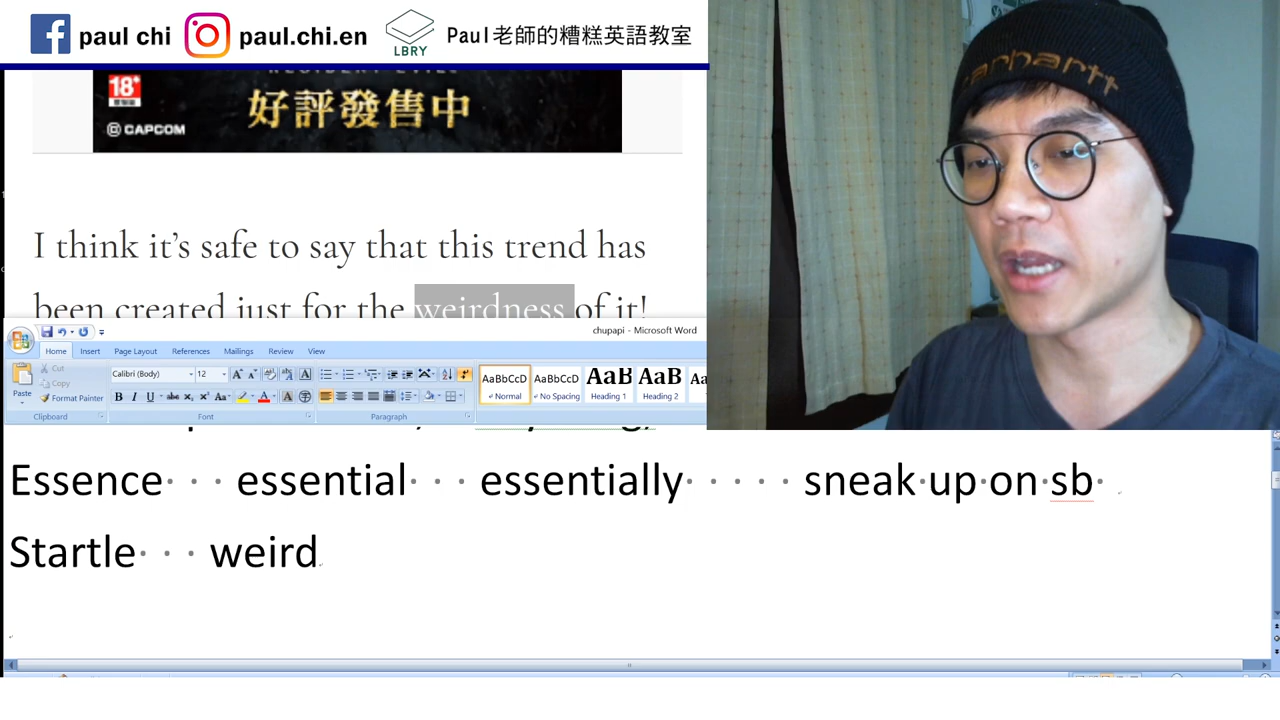 paul chi paul.chi.en LBRY Paul老師的糟糕英語教室
18+
好評發售中
CAPCOM
I think it's safe to say that this trend has
been created just for the weirdness of it!
chupapi - Microsoft Word
Home Insert Page Layout References Mailings Review View
Paste Cut Copy Format Painter
Calibri (Body) 12
AaBbCcD AaBbCcD AaBb AaB Aa
Normal No Spacing Heading 1 Heading 2
Clipboard Font Paragraph
carhartt
Essence essential essentially sneak up on sb
Startle weird